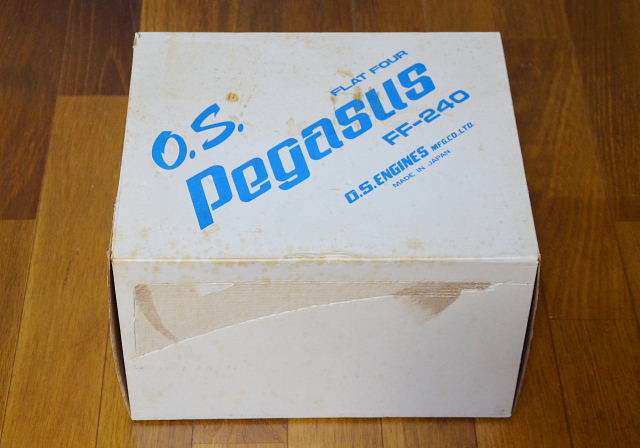 O.S.
FLAT FOUR
Pegasus
FF-240
O.S.ENGINES MFG.CO.,LTD.
MADE IN JAPAN